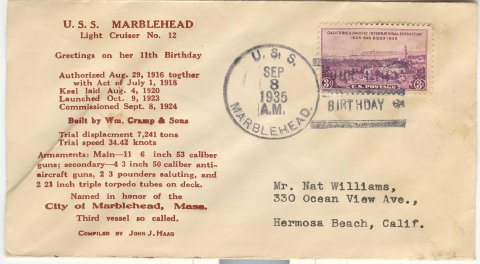 U.S.S. MARBLEHEAD
Light Cruiser No. 12
Greetings on her 11th Birthday
Authorized Aug. 29, 1916 togther
with Act of July 1, 1918
Keel laid Aug. 4, 1920
Launched Oct. 9, 1923
Commissioned Sept. 8, 1924
Built by Wm. Cramp & Sons
Trial displacment 7,241 tons
Trial speed 34.42 knots
Armaments: Main—11 6 inch 53 caliber
guns; secondary—4 3 inch 50 caliber anti-
aircraft guns, 2 3 pounders saluting, and
2 21 inch triple torpedo tubes on deck.
Named in honor of the
City of Marblehead, Mass.
Third vessel so called.
COMPILED BY JOHN J. HAAG
U.S.S.
SEP
8
1935
A.M.
MARBLEHEAD.
CALIFORNIA PACIFIC INTERNATIONAL EXPOSITION
1935 SAN DIEGO 1935
3¢ U.S. POSTAGE 3¢
BIRTHDAY
Mr. Nat Williams,
330 Ocean View Ave.,
Hermosa Beach, Calif.